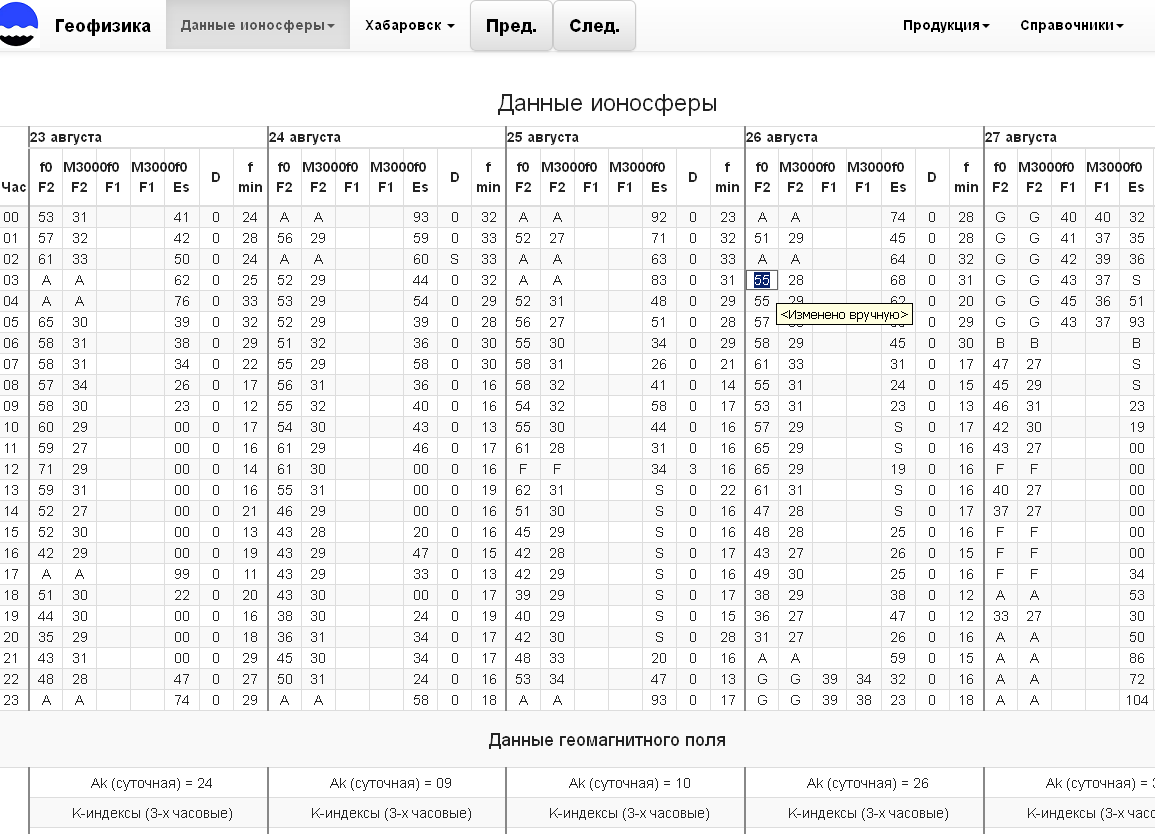 Геофизика Данные ионосферы Хабаровск Пред. След. Продукция Справочники
Данные ионосферы
23 августа 24 августа 25 августа 26 августа 27 августа
f0 M3000 f0 M3000 f0 D f f0 M3000 f0 M3000 f0 D f f0 M3000 f0 M3000 f0 D f f0 M3000 f0 M3000 f0 D f f0 M3000 f0 M3000 f0
Час F2 F2 F1 F1 Es min F2 F2 F1 F1 Es min F2 F2 F1 F1 Es min F2 F2 F1 F1 Es min F2 F2 F1 F1 Es
00 53 31 41 0 24 A A 93 0 32 A A 92 0 23 A A 74 0 28 G G 40 40 32
01 57 32 42 0 28 56 29 59 0 33 52 27 71 0 32 51 29 45 0 28 G G 41 37 35
02 61 33 50 0 24 A A 60 S 33 A A 63 0 33 A A 64 0 32 G G 42 39 36
03 A A 62 0 25 52 29 44 0 32 A A 83 0 31 55 28 68 0 31 G G 43 37 S
04 A A 76 0 33 53 29 54 0 29 52 31 48 0 29 55 29 62 0 20 G G 45 36 51
<Изменено вручную>
05 65 30 39 0 32 52 29 39 0 28 56 27 51 0 28 57 0 29 G G 43 37 93
06 58 31 38 0 29 51 32 36 0 30 55 30 34 0 29 58 29 45 0 30 B B B
07 58 31 34 0 22 55 29 58 0 30 58 31 26 0 21 61 33 31 0 17 47 27 S
08 57 34 26 0 17 56 31 36 0 16 58 32 41 0 14 55 31 24 0 15 45 29 S
09 58 30 23 0 12 55 32 40 0 16 54 32 58 0 17 53 31 23 0 13 46 31 23
10 60 29 00 0 17 54 30 43 0 13 55 30 44 0 16 57 29 S 0 17 42 30 19
11 59 27 00 0 16 61 29 46 0 17 61 28 31 0 16 65 29 S 0 16 43 27 00
12 71 29 00 0 14 61 30 00 0 16 F F 34 3 16 65 29 19 0 16 F F 00
13 59 31 00 0 16 55 31 00 0 19 62 31 S 0 22 61 31 S 0 16 40 27 00
14 52 27 00 0 21 46 29 00 0 16 51 30 S 0 16 47 28 S 0 17 37 27 00
15 52 30 00 0 13 43 28 20 0 16 45 29 S 0 16 48 28 25 0 16 F F 00
16 42 29 00 0 19 43 29 47 0 15 42 28 S 0 17 43 27 26 0 15 F F 00
17 A A 99 0 11 43 29 33 0 13 42 29 S 0 16 49 30 25 0 16 F F 34
18 51 30 22 0 20 43 30 00 0 17 39 29 S 0 17 38 29 38 0 12 A A 53
19 44 30 00 0 16 38 30 24 0 19 40 29 S 0 15 36 27 47 0 12 33 27 30
20 35 29 00 0 18 36 31 34 0 17 42 30 S 0 28 31 27 26 0 16 A A 50
21 43 31 00 0 29 45 30 34 0 17 48 33 20 0 16 A A 59 0 15 A A 86
22 48 28 47 0 27 50 31 24 0 16 53 34 47 0 13 G G 39 34 32 0 16 A A 72
23 A A 74 0 29 A A 58 0 18 A A 93 0 17 G G 39 38 23 0 18 A A 104
Данные геомагнитного поля
Ak (суточная) = 24 Ak (суточная) = 09 Ak (суточная) = 10 Ak (суточная) = 26 Ak (суточная) =
K-индексы (3-х часовые) K-индексы (3-х часовые) K-индексы (3-х часовые) K-индексы (3-х часовые) K-индексы (3-х часо